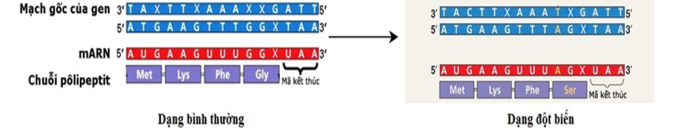 Mạch gốc của gen 3' T A X T T X A A A X X G A T T 5'
5' A T G A A G T T T G G X T A A 3'
mARN 5' A U G A A G U U U G G X U A A 3'
Chuỗi pôlipeptit Met Lys Phe Gly Mã kết thúc
Dạng bình thường
3' T A C T T X A A A T X G A T T 5'
5' A T G A A G T T T A G X T A A 3'
5' A U G A A G U U U A G X U A A 3'
Met Lys Phe Ser Mã kết thúc
Dạng đột biến